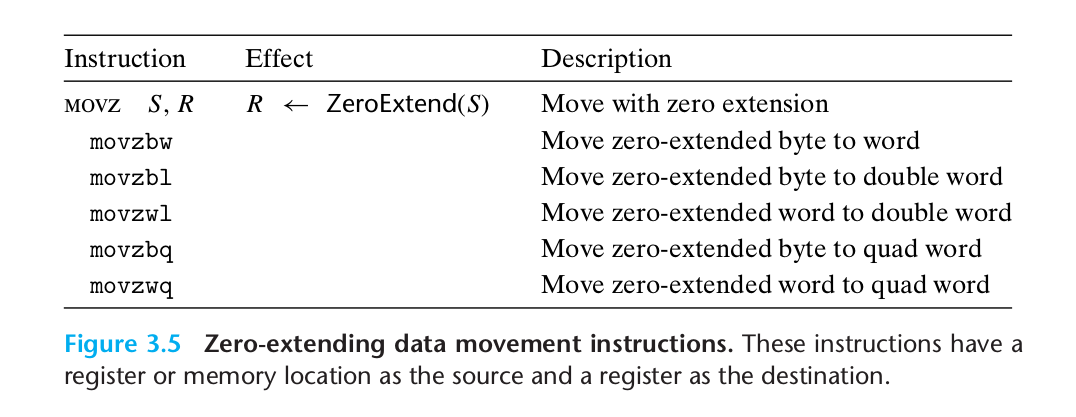 Instruction Effect Description
MOVZ S, R R ← ZeroExtend(S) Move with zero extension
movzbw Move zero-extended byte to word
movzbl Move zero-extended byte to double word
movzwl Move zero-extended word to double word
movzbq Move zero-extended byte to quad word
movzwq Move zero-extended word to quad word
Figure 3.5 Zero-extending data movement instructions. These instructions have a
register or memory location as the source and a register as the destination.